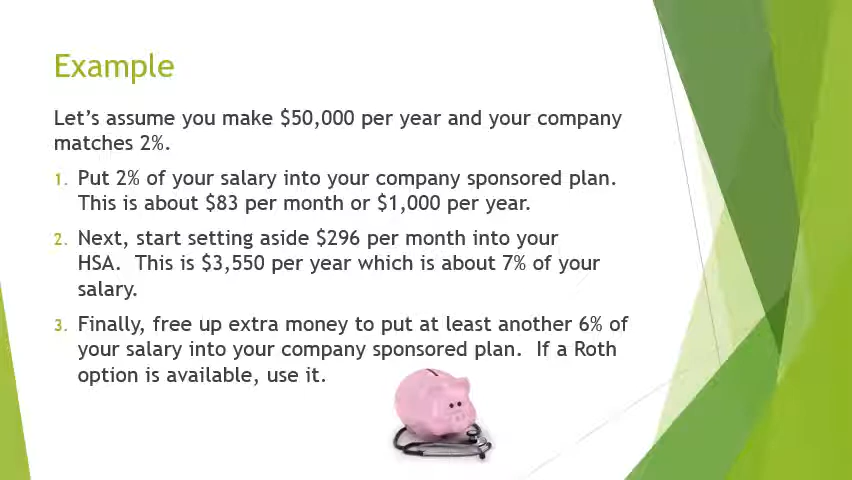 Example
Let's assume you make $50,000 per year and your company
matches 2%.
1. Put 2% of your salary into your company sponsored plan.
This is about $83 per month or $1,000 per year.
2. Next, start setting aside $296 per month into your
HSA.  This is $3,550 per year which is about 7% of your
salary.
3. Finally, free up extra money to put at least another 6% of
your salary into your company sponsored plan.  If a Roth
option is available, use it.